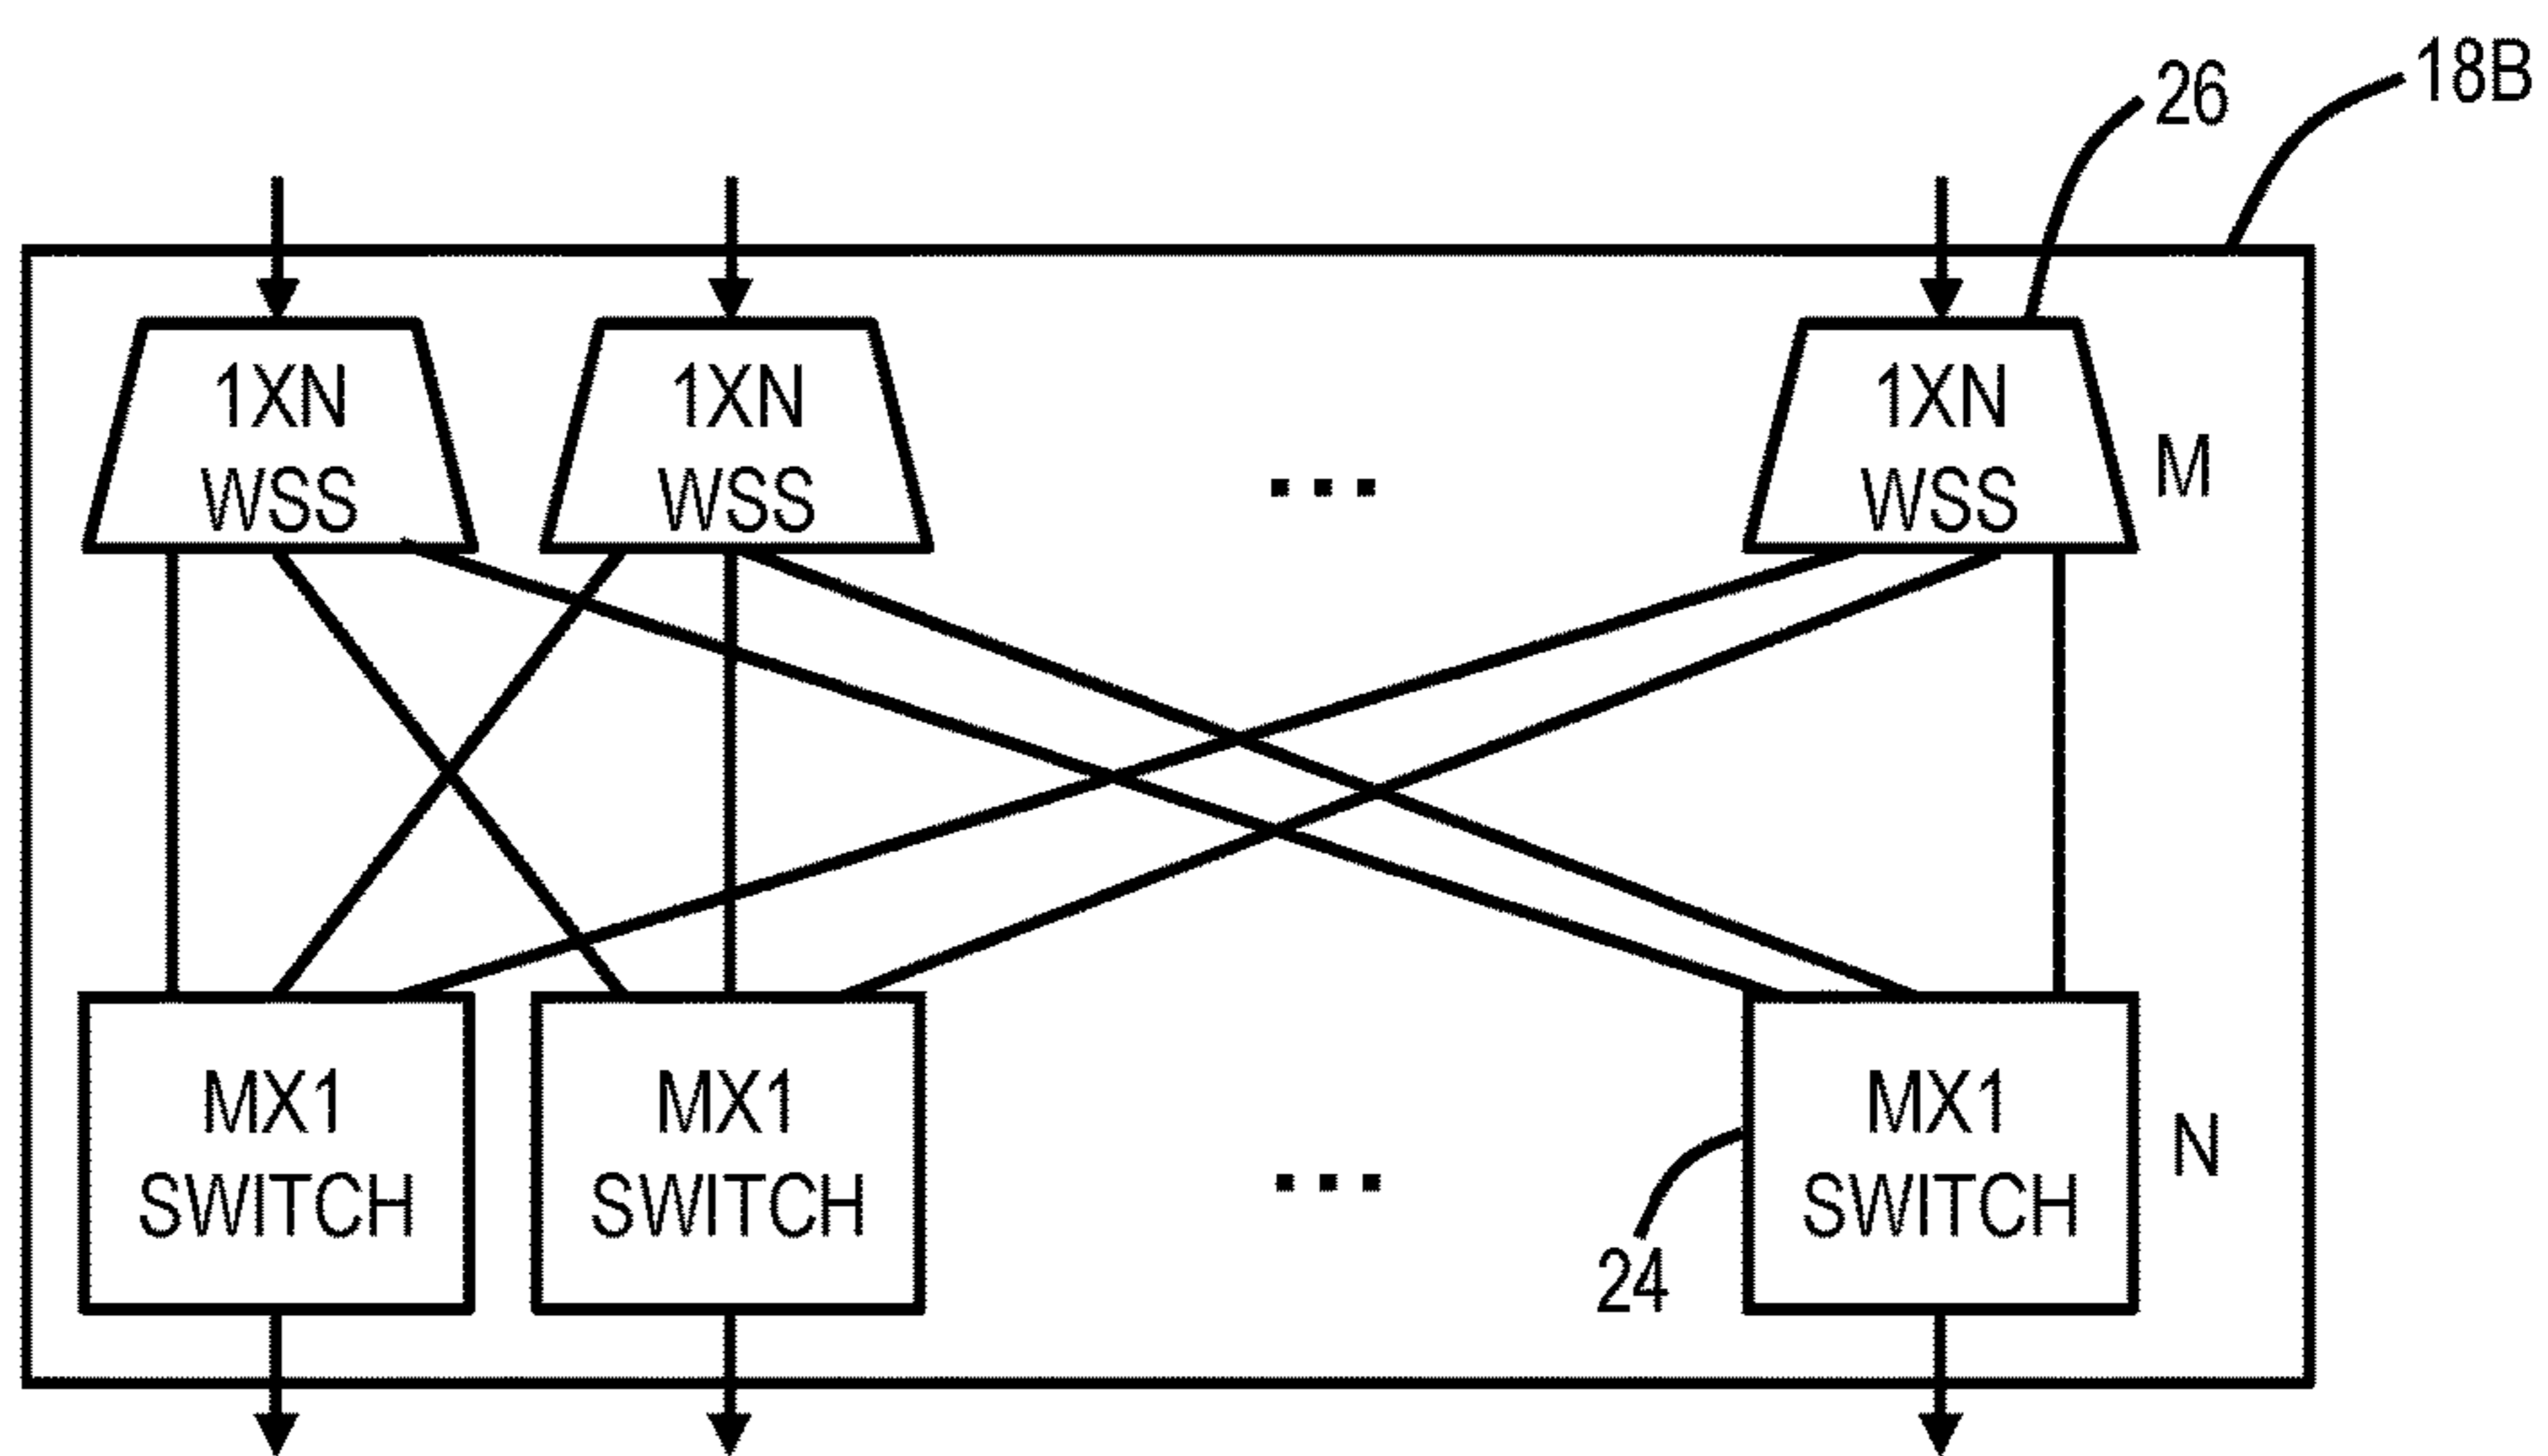 18B
26
1XN
WSS
1XN
WSS
...
1XN
WSS
M
MX1
SWITCH
MX1
SWITCH
...
MX1
SWITCH
N
24